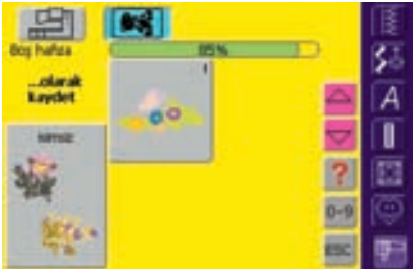 Boş hafıza
85%
...olarak
kaydet
1
isimsiz
?
A
0-9
ESC